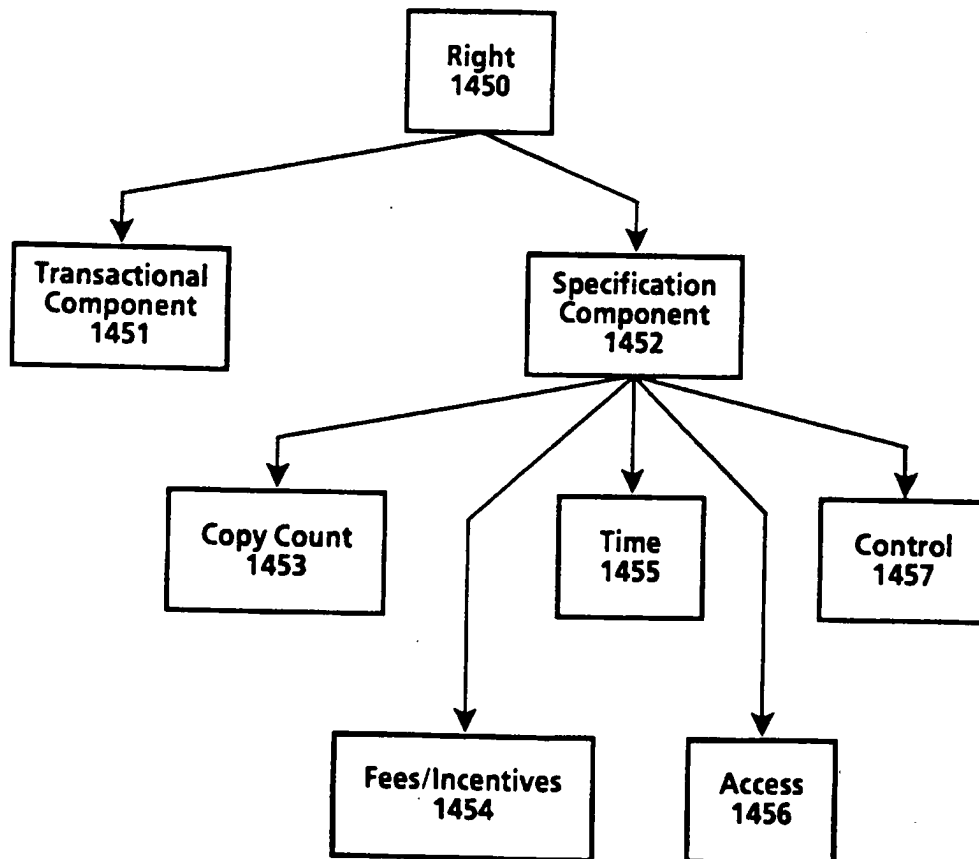 Right
1450
Transactional
Component
1451
Specification
Component
1452
Copy Count
1453
Time
1455
Control
1457
Fees/Incentives
1454
Access
1456